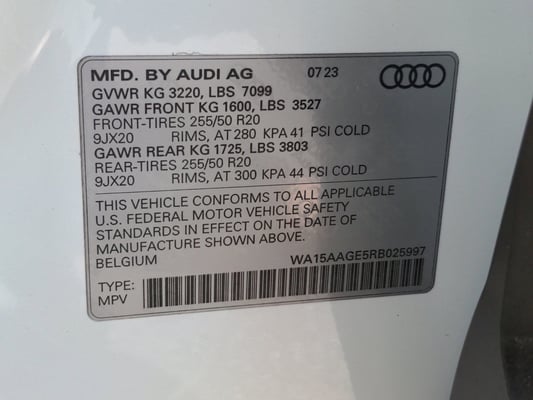 MFD. BY AUDI AG 07 23
GVWR KG 3220, LBS 7099
GAWR FRONT KG 1600, LBS 3527
FRONT-TIRES 255/50 R20
9JX20 RIMS, AT 280 KPA 41 PSI COLD
GAWR REAR KG 1725, LBS 3803
REAR-TIRES 255/50 R20
9JX20 RIMS, AT 300 KPA 44 PSI COLD
THIS VEHICLE CONFORMS TO ALL APPLICABLE
U.S. FEDERAL MOTOR VEHICLE SAFETY
STANDARDS IN EFFECT ON THE DATE OF
MANUFACTURE SHOWN ABOVE.
BELGIUM WA15AAGE5RB025997
TYPE:
MPV